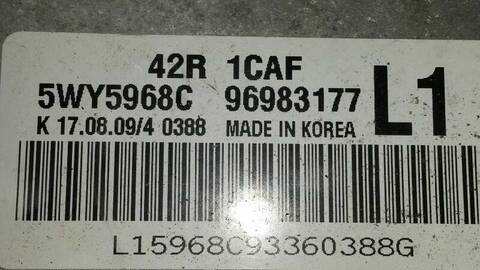 42R 1CAF
5WY5968C 96983177 L1
K 17.08.09/4 0388 MADE IN KOREA
L15968C93360388G